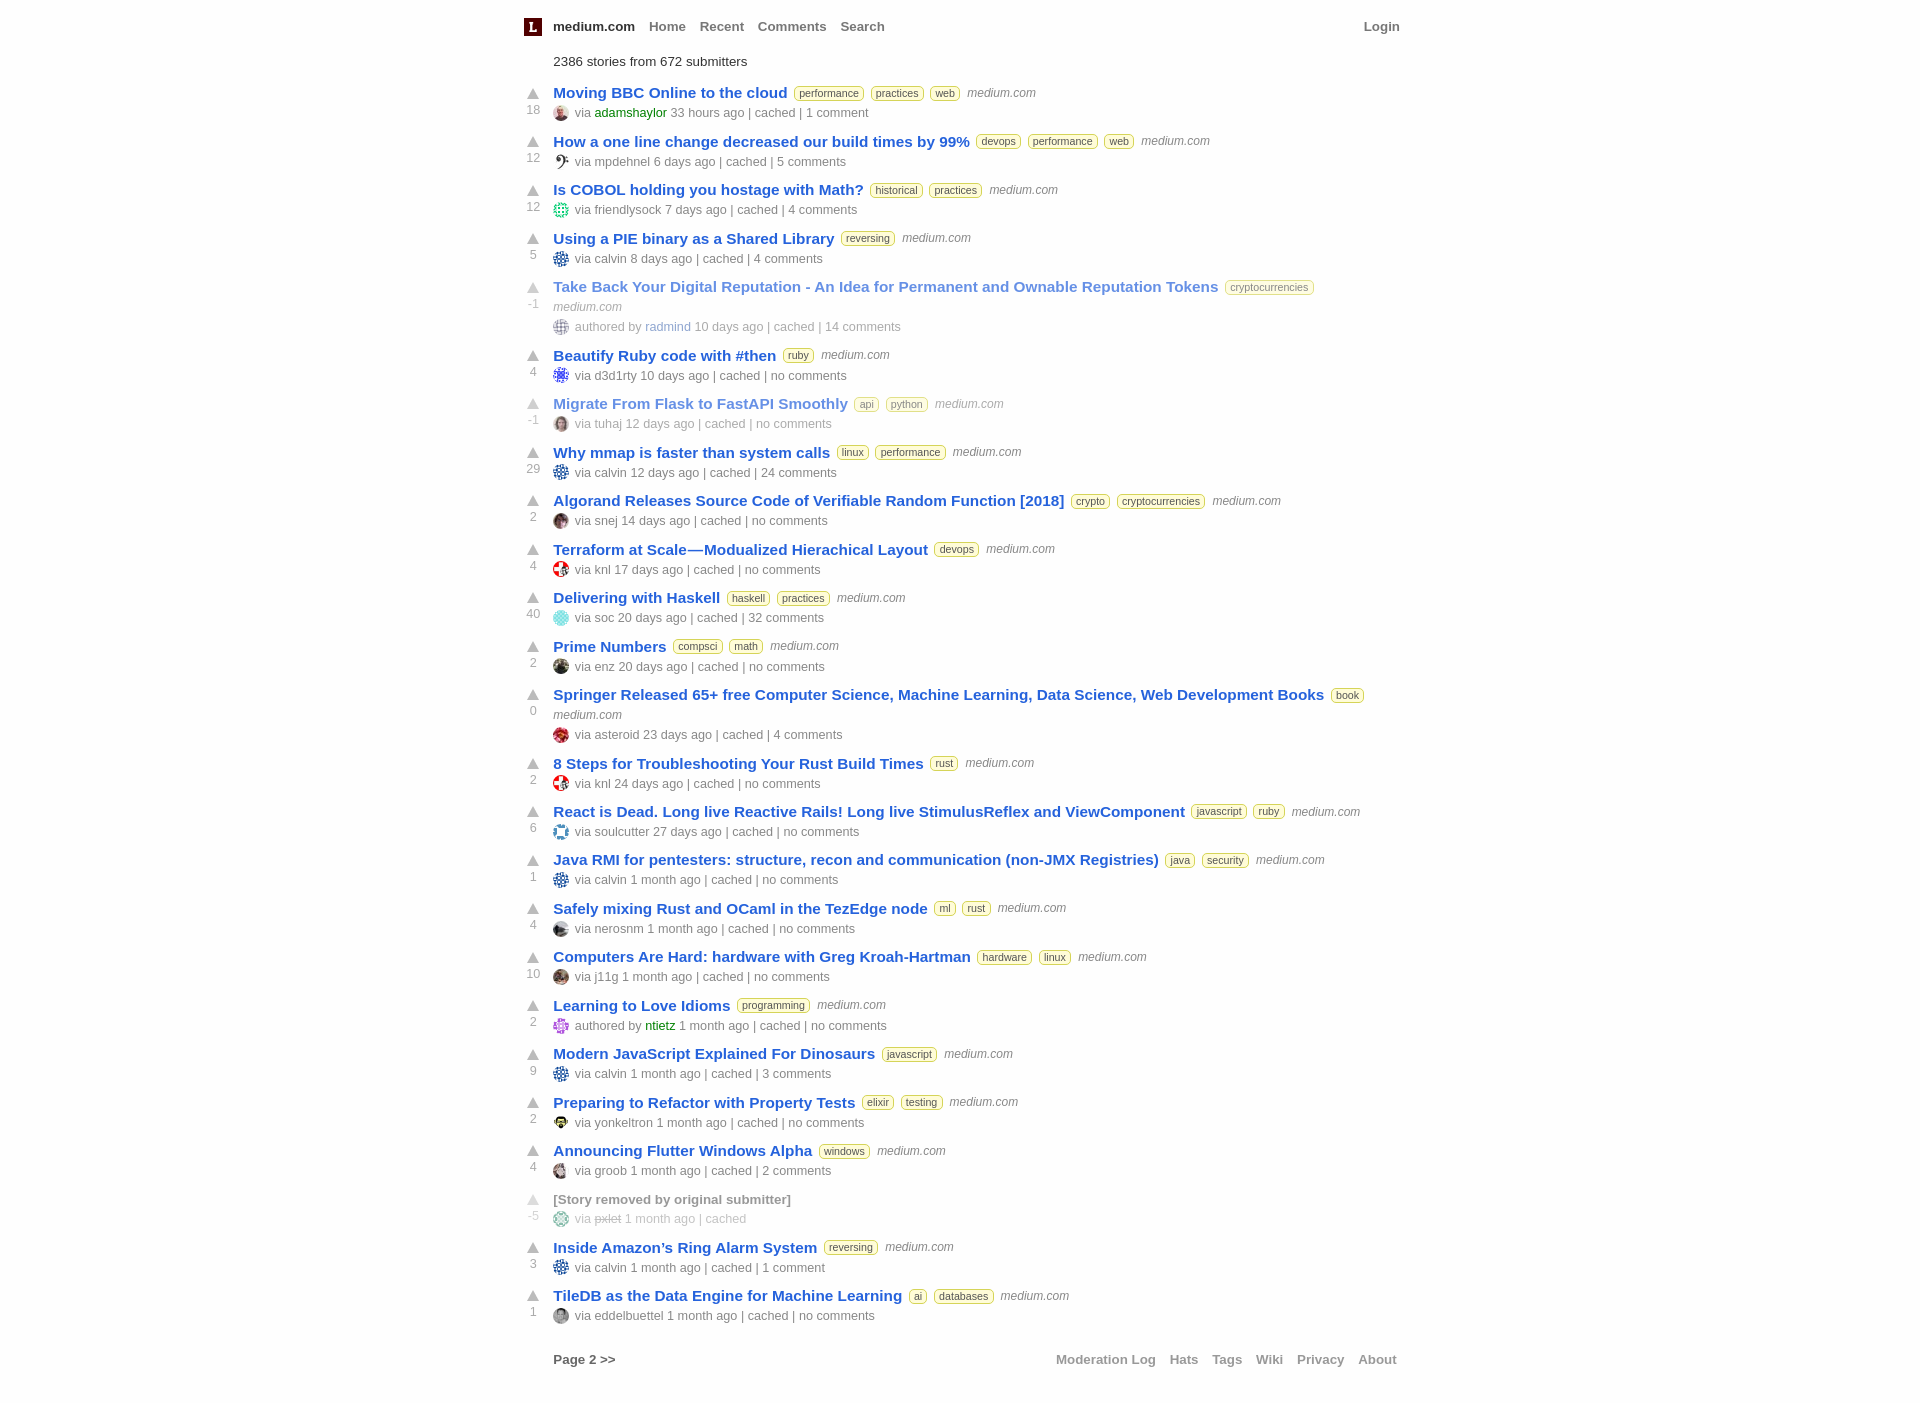 L medium.com Home Recent Comments Search Login
2386 stories from 672 submitters
Moving BBC Online to the cloud performance practices web medium.com
18
via adamshaylor 33 hours ago | cached | 1 comment
How a one line change decreased our build times by 99% devops performance web medium.com
12
via mpdehnel 6 days ago | cached | 5 comments
Is COBOL holding you hostage with Math? historical practices medium.com
12
via friendlysock 7 days ago | cached | 4 comments
Using a PIE binary as a Shared Library reversing medium.com
5
via calvin 8 days ago | cached | 4 comments
Take Back Your Digital Reputation - An Idea for Permanent and Ownable Reputation Tokens cryptocurrencies
-1
medium.com
authored by radmind 10 days ago | cached | 14 comments
Beautify Ruby code with #then ruby medium.com
4
via d3d1rty 10 days ago | cached | no comments
Migrate From Flask to FastAPI Smoothly api python medium.com
-1
via tuhaj 12 days ago | cached | no comments
Why mmap is faster than system calls linux performance medium.com
29
via calvin 12 days ago | cached | 24 comments
Algorand Releases Source Code of Verifiable Random Function [2018] crypto cryptocurrencies medium.com
2
via snej 14 days ago | cached | no comments
Terraform at Scale — Modualized Hierachical Layout devops medium.com
4
via knl 17 days ago | cached | no comments
Delivering with Haskell haskell practices medium.com
40
via soc 20 days ago | cached | 32 comments
Prime Numbers compsci math medium.com
2
via enz 20 days ago | cached | no comments
Springer Released 65+ free Computer Science, Machine Learning, Data Science, Web Development Books book
0
medium.com
via asteroid 23 days ago | cached | 4 comments
8 Steps for Troubleshooting Your Rust Build Times rust medium.com
2
via knl 24 days ago | cached | no comments
React is Dead. Long live Reactive Rails! Long live StimulusReflex and ViewComponent javascript ruby medium.com
6
via soulcutter 27 days ago | cached | no comments
Java RMI for pentesters: structure, recon and communication (non-JMX Registries) java security medium.com
1
via calvin 1 month ago | cached | no comments
Safely mixing Rust and OCaml in the TezEdge node ml rust medium.com
4
via nerosnm 1 month ago | cached | no comments
Computers Are Hard: hardware with Greg Kroah-Hartman hardware linux medium.com
10
via j11g 1 month ago | cached | no comments
Learning to Love Idioms programming medium.com
2
authored by ntietz 1 month ago | cached | no comments
Modern JavaScript Explained For Dinosaurs javascript medium.com
9
via calvin 1 month ago | cached | 3 comments
Preparing to Refactor with Property Tests elixir testing medium.com
2
via yonkeltron 1 month ago | cached | no comments
Announcing Flutter Windows Alpha windows medium.com
4
via groob 1 month ago | cached | 2 comments
[Story removed by original submitter]
-5
via pxlet 1 month ago | cached
Inside Amazon’s Ring Alarm System reversing medium.com
3
via calvin 1 month ago | cached | 1 comment
TileDB as the Data Engine for Machine Learning ai databases medium.com
1
via eddelbuettel 1 month ago | cached | no comments
Page 2 >> Moderation Log Hats Tags Wiki Privacy About